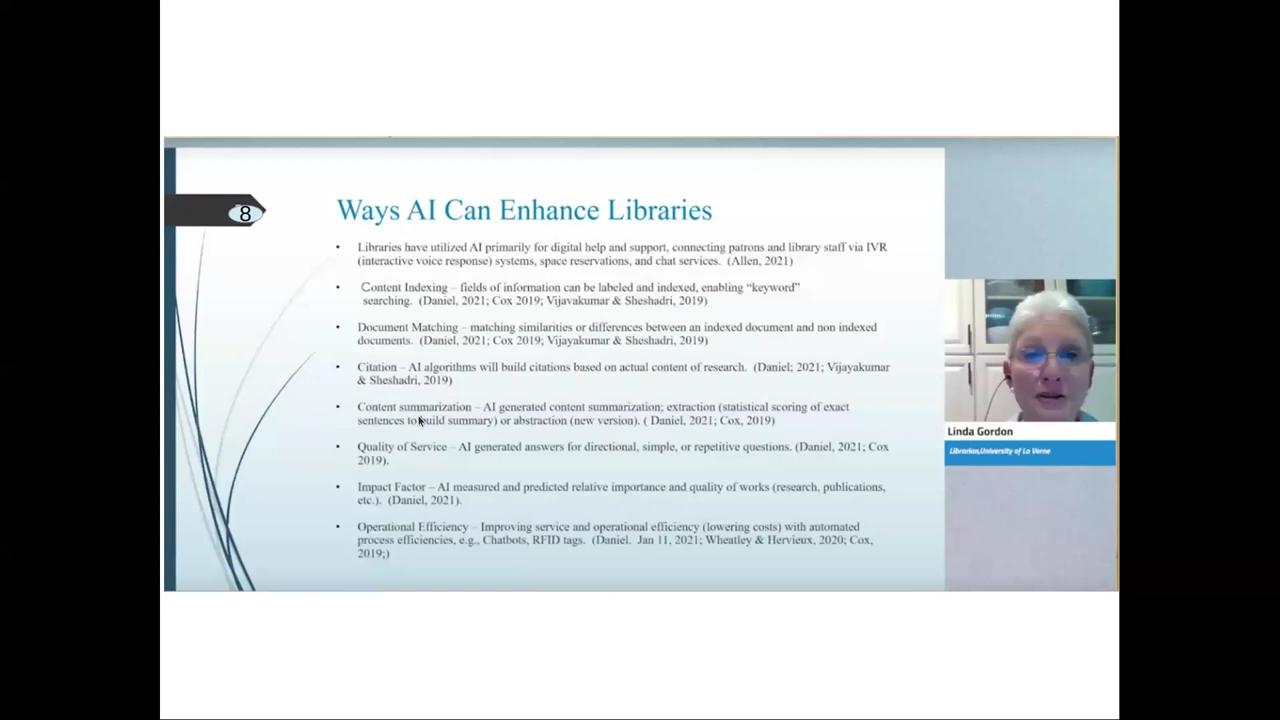 8
Ways AI Can Enhance Libraries
• Libraries have utilized AI primarily for digital help and support, connecting patrons and library staff via IVR
(interactive voice response) systems, space reservations, and chat services. (Allen, 2021)
• Content Indexing – fields of information can be labeled and indexed, enabling “keyword”
searching. (Daniel, 2021; Cox 2019; Vijayakumar & Sheshadri, 2019)
• Document Matching – matching similarities or differences between an indexed document and non indexed
documents. (Daniel, 2021; Cox 2019; Vijayakumar & Sheshadri, 2019)
• Citation – AI algorithms will build citations based on actual content of research. (Daniel; 2021; Vijayakumar
& Sheshadri, 2019)
• Content summarization – AI generated content summarization; extraction (statistical scoring of exact
sentences to build summary) or abstraction (new version). ( Daniel, 2021; Cox, 2019)
• Quality of Service – AI generated answers for directional, simple, or repetitive questions. (Daniel, 2021; Cox
2019).
• Impact Factor – AI measured and predicted relative importance and quality of works (research, publications,
etc.). (Daniel, 2021).
• Operational Efficiency – Improving service and operational efficiency (lowering costs) with automated
process efficiencies, e.g., Chatbots, RFID tags. (Daniel. Jan 11, 2021; Wheatley & Hervieux, 2020; Cox,
2019;)
Linda Gordon
Librarian,University of La Verne